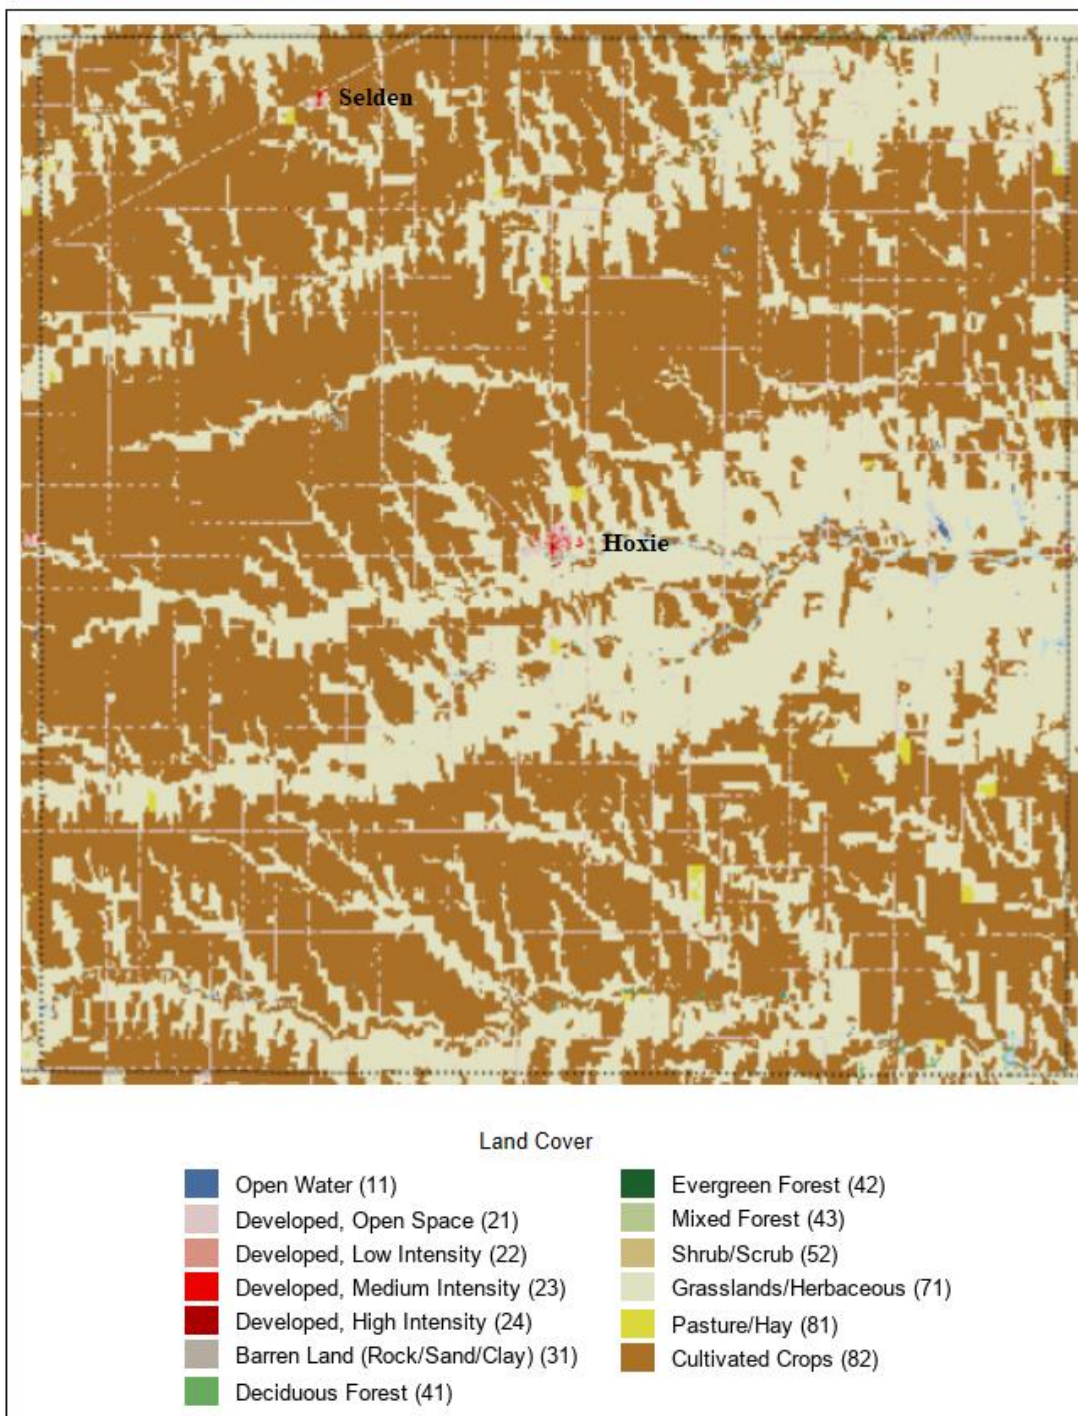 Selden
Hoxie
Land Cover
Open Water (11)
Developed, Open Space (21)
Developed, Low Intensity (22)
Developed, Medium Intensity (23)
Developed, High Intensity (24)
Barren Land (Rock/Sand/Clay) (31)
Deciduous Forest (41)
Evergreen Forest (42)
Mixed Forest (43)
Shrub/Scrub (52)
Grasslands/Herbaceous (71)
Pasture/Hay (81)
Cultivated Crops (82)